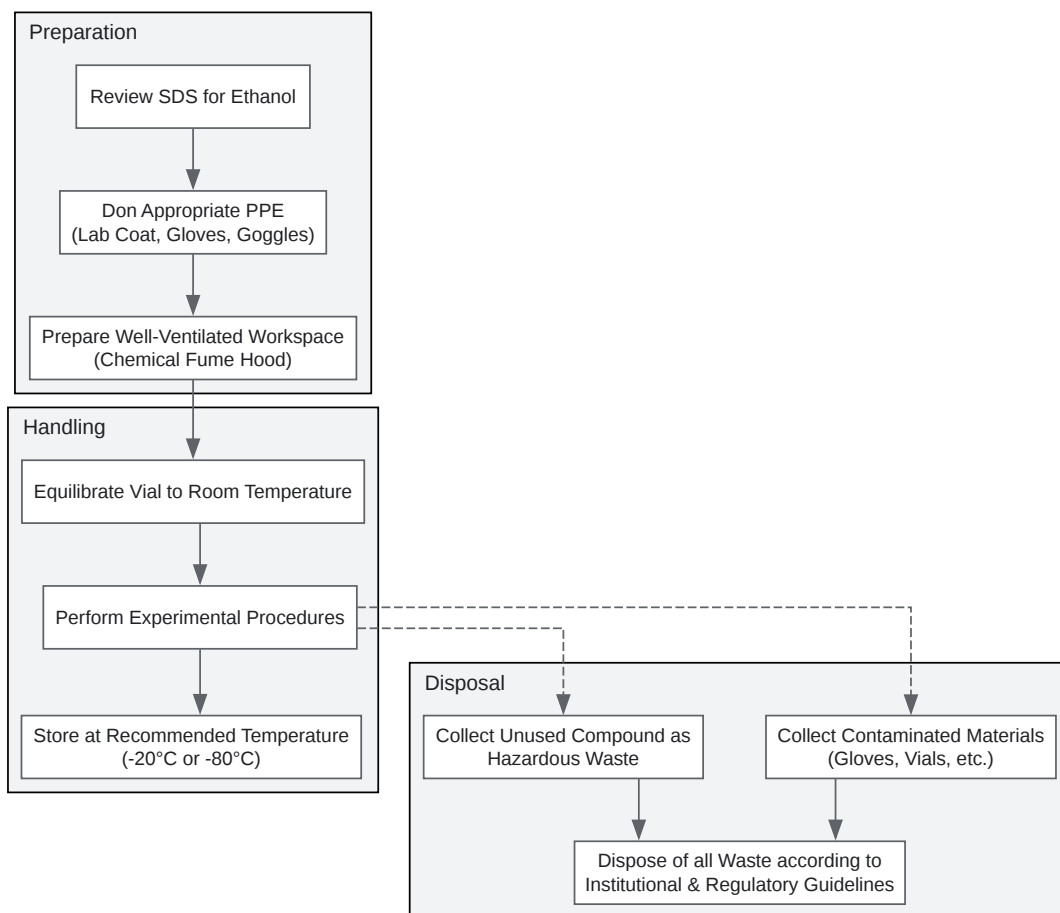 Preparation
Review SDS for Ethanol
Don Appropriate PPE
(Lab Coat, Gloves, Goggles)
Prepare Well-Ventilated Workspace
(Chemical Fume Hood)
Handling
Equilibrate Vial to Room Temperature
Perform Experimental Procedures
Store at Recommended Temperature
(-20°C or -80°C)
Disposal
Collect Unused Compound as
Hazardous Waste
Collect Contaminated Materials
(Gloves, Vials, etc.)
Dispose of all Waste according to
Institutional & Regulatory Guidelines